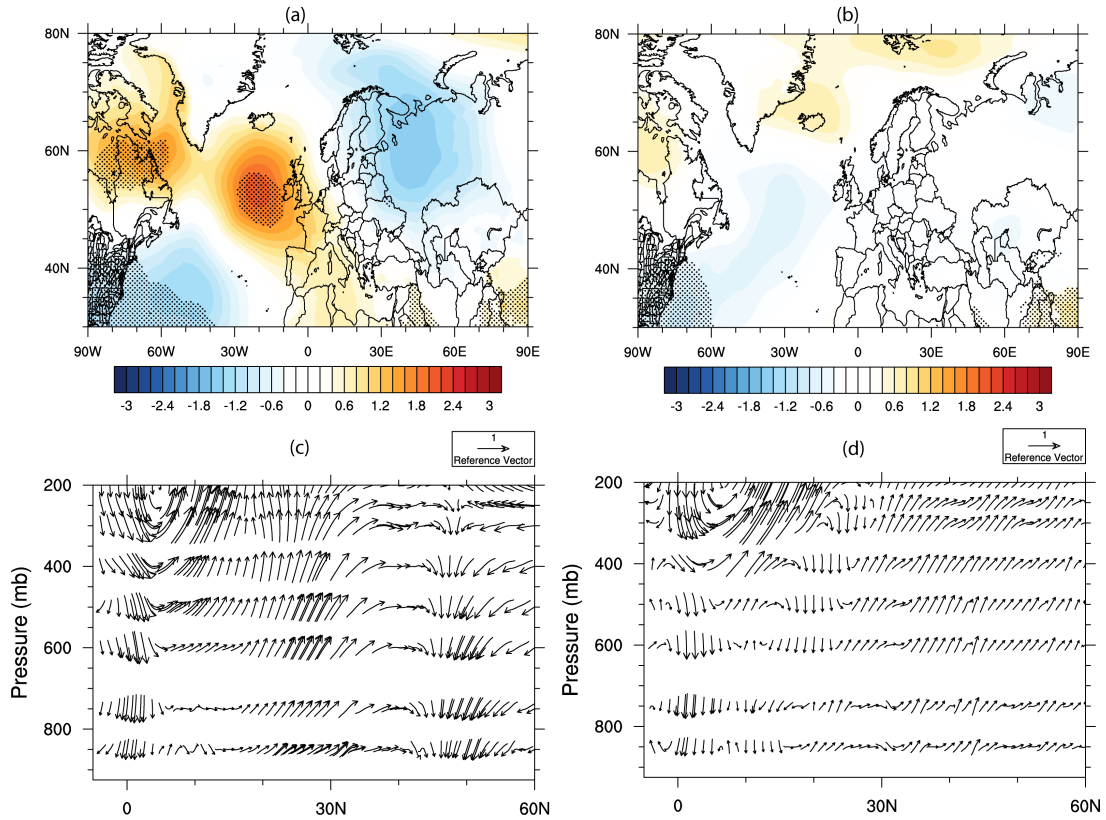 (a)
(b)
80N
60N
40N
90W 60W 30W 0 30E 60E 90E
-3 -2.4 -1.8 -1.2 -0.6 0 0.6 1.2 1.8 2.4 3
80N
60N
40N
90W 60W 30W 0 30E 60E 90E
-3 -2.4 -1.8 -1.2 -0.6 0 0.6 1.2 1.8 2.4 3
(c)
1
Reference Vector
200
400
600
800
Pressure (mb)
0 30N 60N
(d)
1
Reference Vector
200
400
600
800
Pressure (mb)
0 30N 60N